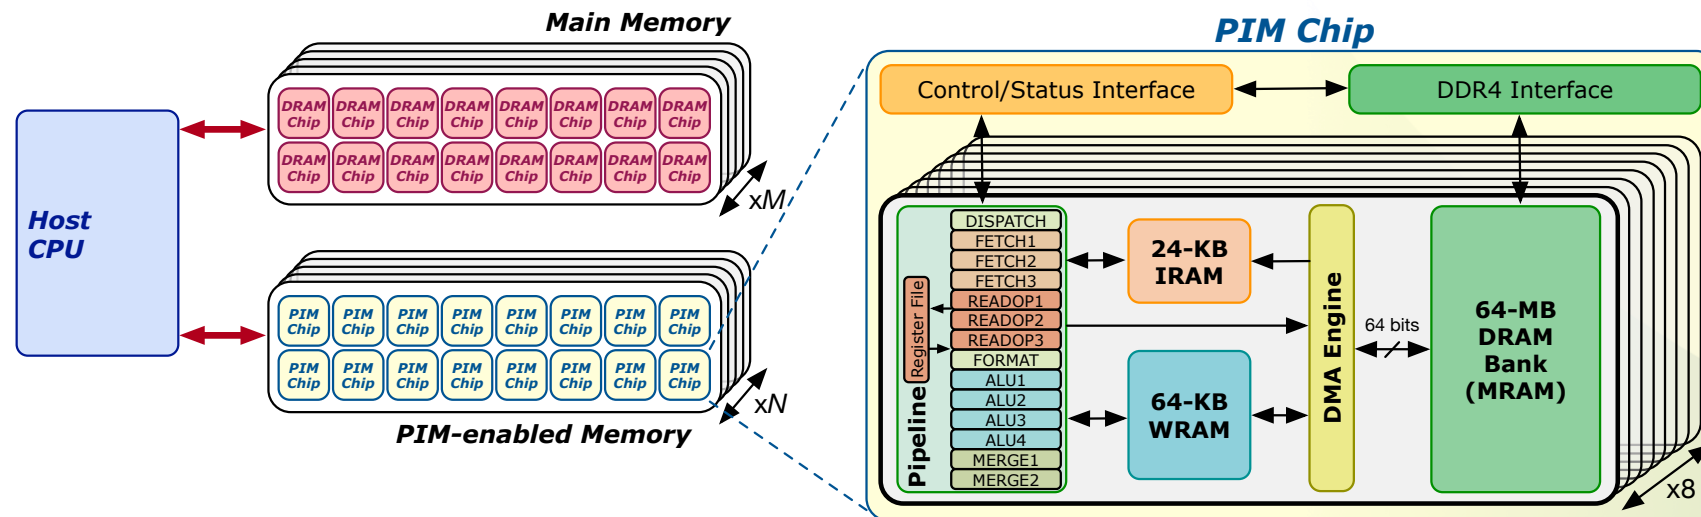 Main Memory
DRAM DRAM DRAM DRAM DRAM DRAM DRAM DRAM
Chip Chip Chip Chip Chip Chip Chip Chip
DRAM DRAM DRAM DRAM DRAM DRAM DRAM DRAM
Chip Chip Chip Chip Chip Chip Chip Chip
xM
Host
CPU
PIM PIM PIM PIM PIM PIM PIM PIM
Chip Chip Chip Chip Chip Chip Chip Chip
PIM PIM PIM PIM PIM PIM PIM PIM
Chip Chip Chip Chip Chip Chip Chip Chip
xN
PIM-enabled Memory
PIM Chip
Control/Status Interface
DDR4 Interface
Pipeline
Register File
DISPATCH
FETCH1
FETCH2
FETCH3
READOP1
READOP2
READOP3
FORMAT
ALU1
ALU2
ALU3
ALU4
MERGE1
MERGE2
24-KB
IRAM
64-KB
WRAM
DMA Engine
64 bits
64-MB
DRAM
Bank
(MRAM)
x8